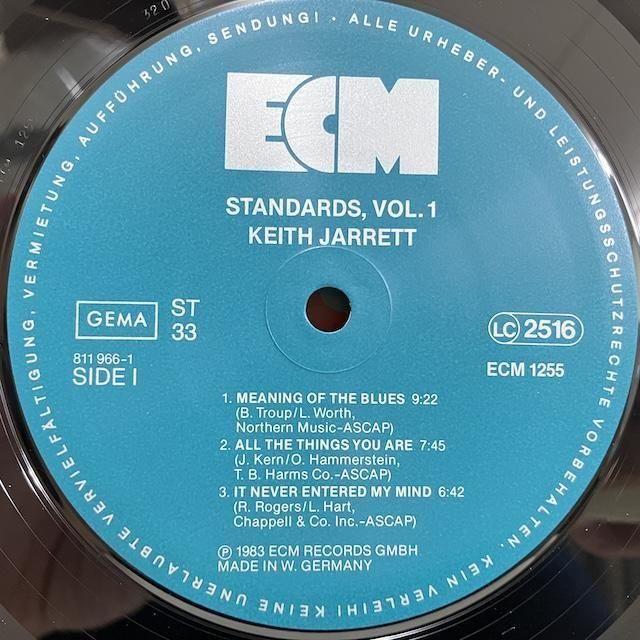 ECM
STANDARDS, VOL. 1
KEITH JARRETT
GEMA
ST
33
LC 2516
811 966-1
SIDE I
ECM 1255
1. MEANING OF THE BLUES 9:22
(B. Troup/L. Worth,
Northern Music-ASCAP)
2. ALL THE THINGS YOU ARE 7:45
(J. Kern/O. Hammerstein,
T. B. Harms Co.-ASCAP)
3. IT NEVER ENTERED MY MIND 6:42
(R. Rogers/L. Hart,
Chappell & Co. Inc.-ASCAP)
Ⓟ 1983 ECM RECORDS GMBH
MADE IN W. GERMANY
ALLE URHEBER- UND LEISTUNGSSCHUTZRECHTE VORBEHALTEN. KEIN VERLEIH! KEINE UNERLAUBTE VERVIELFÄLTIGUNG, VERMIETUNG, AUFFÜHRUNG, SENDUNG! ·